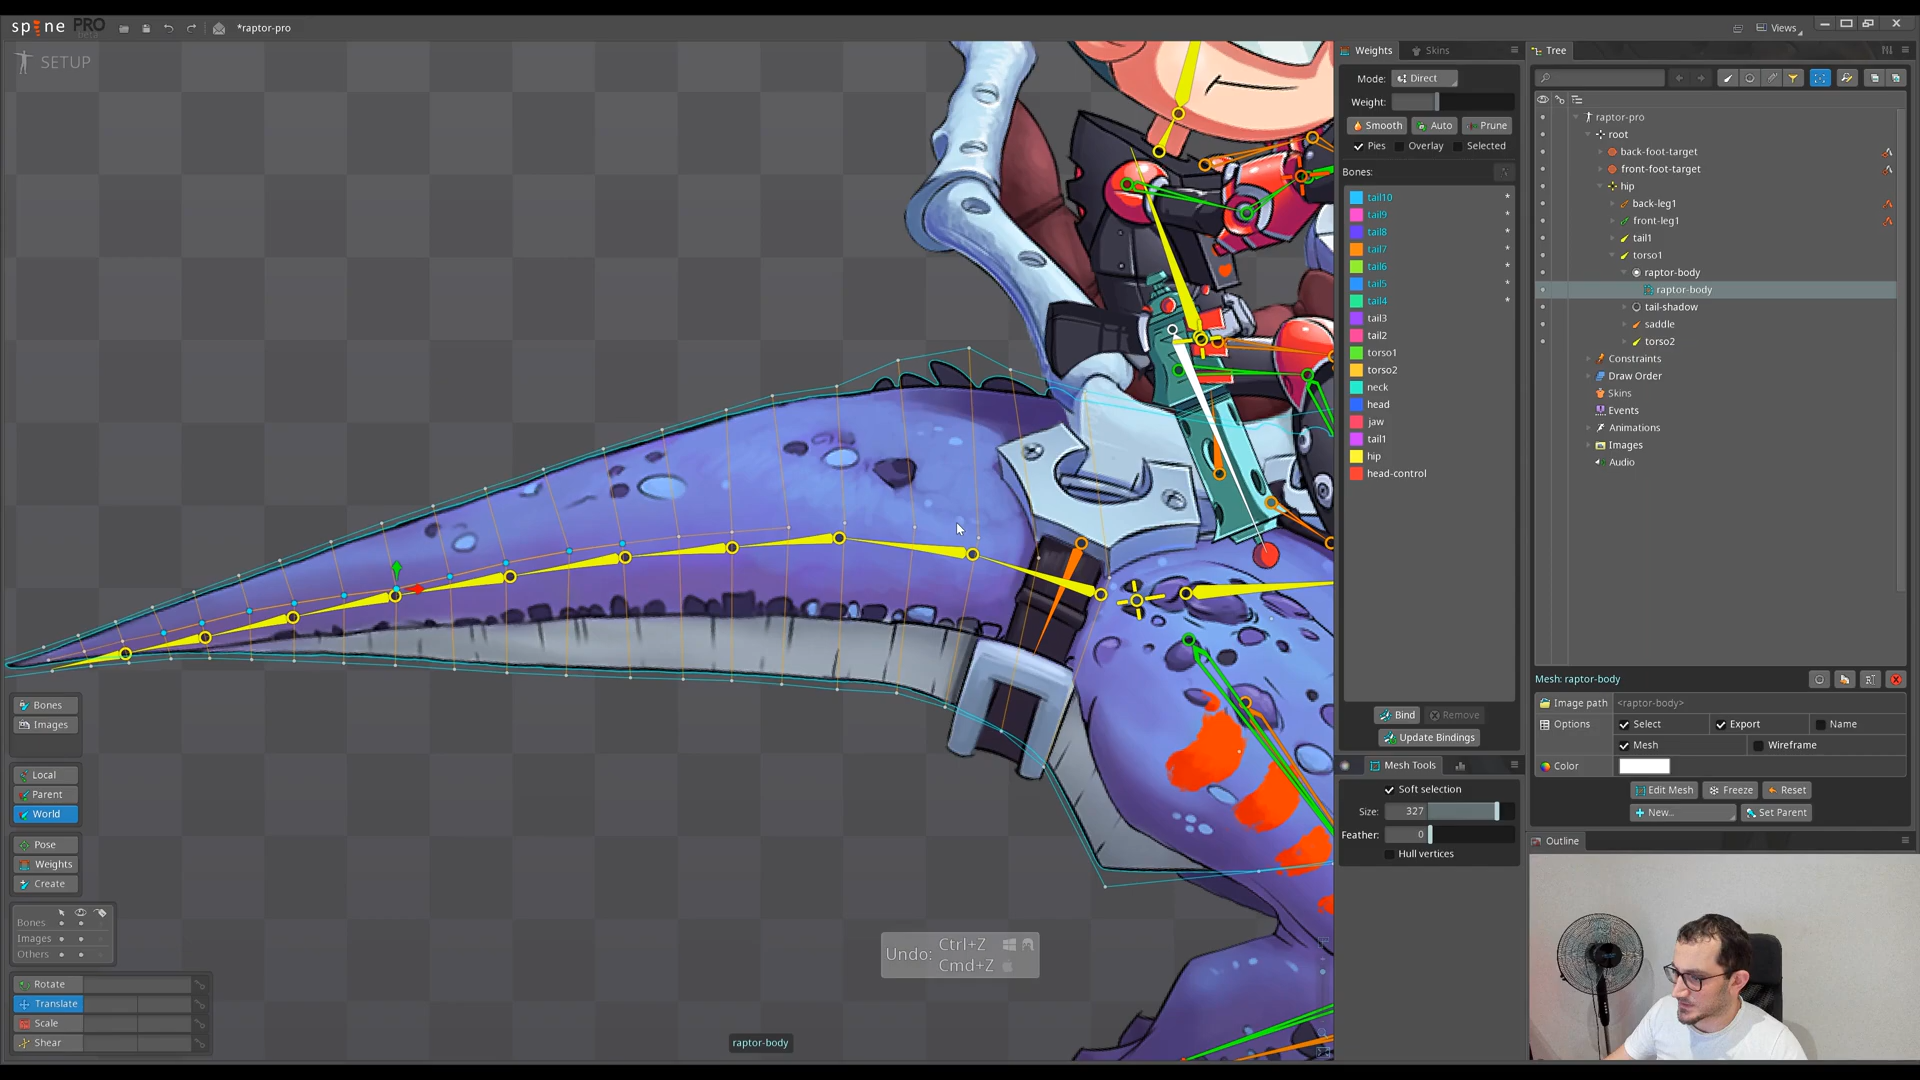 spine PRO
*raptor-pro
Views
SETUP
Weights
Skins
Mode:
Direct
Weight:
Smooth
Auto
Prune
Pies
Overlay
Selected
Bones:
tail10 *
tail9 *
tail8 *
tail7 *
tail6 *
tail5 *
tail4 *
tail3
tail2
torso1
torso2
neck
head
jaw
tail1
hip
head-control
Bind
Remove
Update Bindings
Mesh Tools
Soft selection
Size: 327
Feather: 0
Hull vertices
Tree
raptor-pro
root
back-foot-target
front-foot-target
hip
back-leg1
front-leg1
tail1
torso1
raptor-body
raptor-body
tail-shadow
saddle
torso2
Constraints
Draw Order
Skins
Events
Animations
Images
Audio
Mesh: raptor-body
Image path <raptor-body>
Options
Select
Export
Name
Mesh
Wireframe
Color
Edit Mesh
Freeze
Reset
New...
Set Parent
Outline
Bones
Images
Local
Parent
World
Pose
Weights
Create
Bones
Images
Others
Rotate
Translate
Scale
Shear
Undo: Ctrl+Z
Cmd+Z
raptor-body